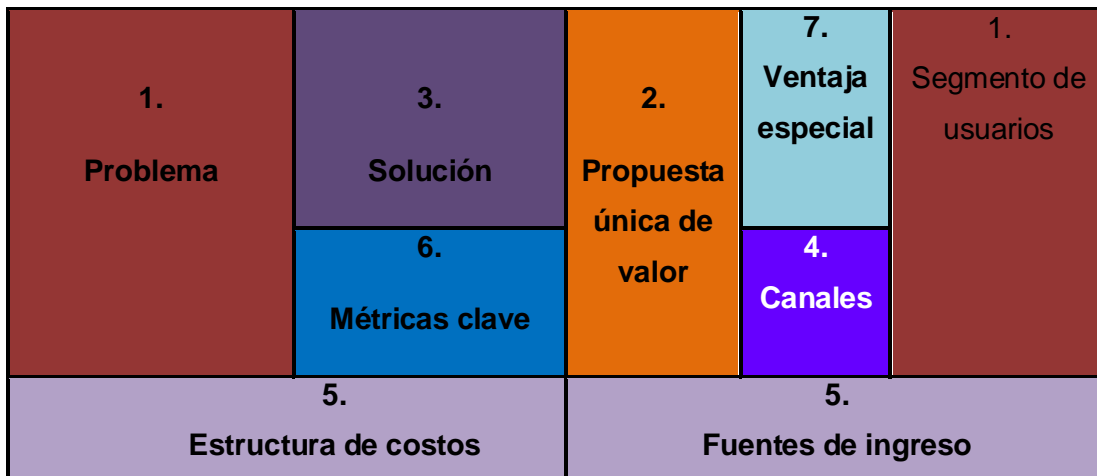 1.
Problema
3.
Solución
6.
Métricas clave
2.
Propuesta
única de
valor
7.
Ventaja
especial
4.
Canales
1.
Segmento de
usuarios
5.
Estructura de costos
5.
Fuentes de ingreso